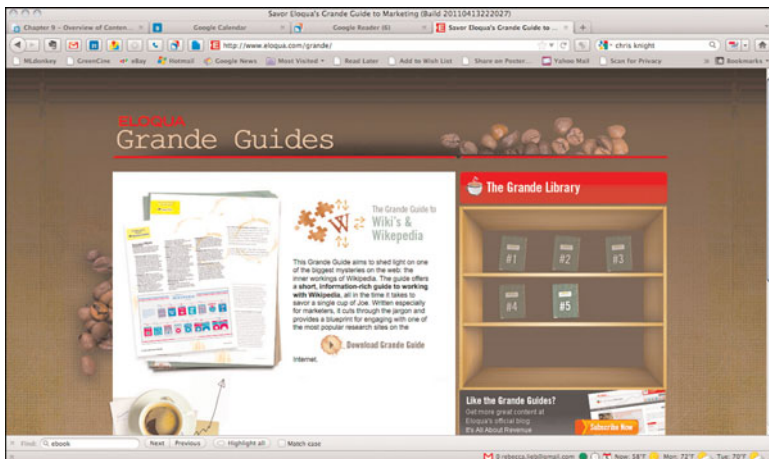 Savor Eloqua's Grande Guide to Marketing (Build 20110413222027)
Chapter 9 – Overview of Conten...
Google Calendar
Google Reader (6)
Savor Eloqua's Grande Guide to ...
http://www.eloqua.com/grande/
chris knight
MLdonkey GreenCine eBay Hotmail Google News Most Visited Read Later Add to Wish List Share on Poster... Yahoo Mail Scan for Privacy Bookmarks
ELOQUA
Grande Guides
The Grande Guide to
Wiki's &
Wikepedia
This Grande Guide aims to shed light on one
of the biggest mysteries on the web: the
inner workings of Wikipedia. The guide offers
a short, information-rich guide to working
with Wikipedia, all in the time it takes to
savor a single cup of Joe. Written especially
for marketers, it cuts through the jargon and
provides a blueprint for engaging with one of
the most popular research sites on the
Download Grande Guide
Internet.
The Grande Library
#1 #2 #3
#4 #5
Like the Grande Guides?
Get more great content at
Eloqua's official blog:
It's All About Revenue
Subscribe Now
Find: ebook Next Previous Highlight all Match case
0 rebecca.lieb@gmail.com Now: 58°F Mon: 72°F Tue: 70°F